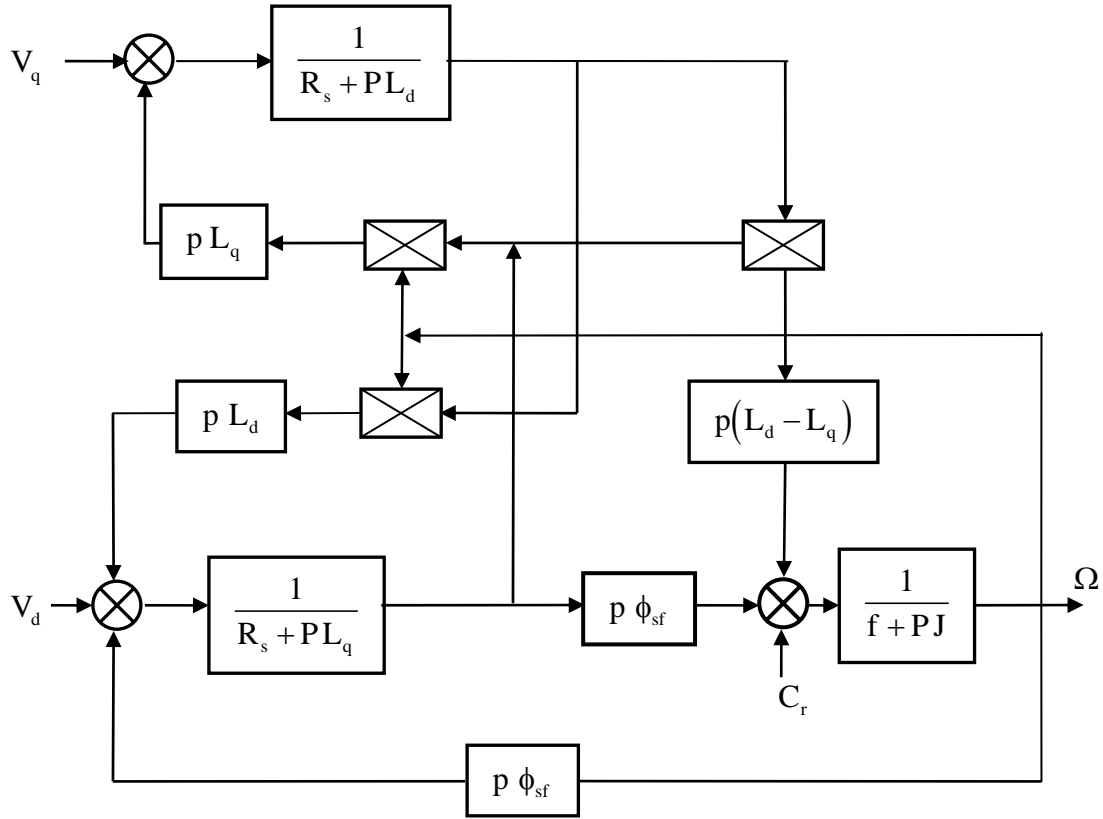 V_q
1
R_s + PL_d
p L_q
p L_d
p(L_d − L_q)
V_d
1
R_s + PL_q
p ϕ_sf
1
f + PJ
Ω
C_r
p ϕ_sf